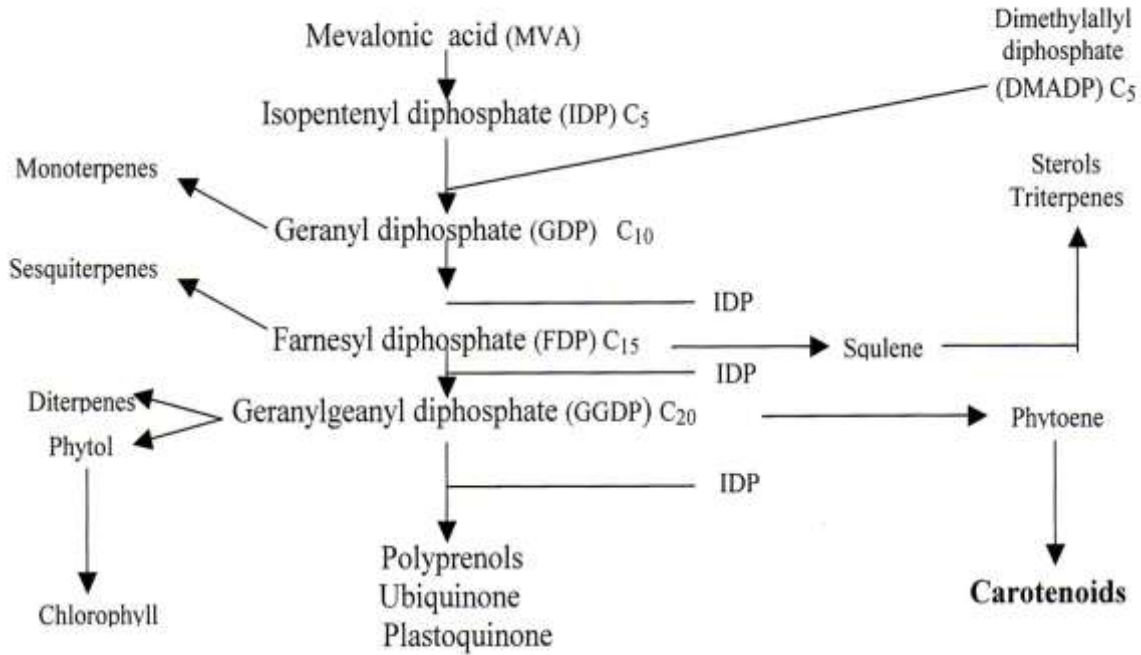 Mevalonic acid (MVA)
Dimethylallyl
diphosphate
(DMADP) C₅
Isopentenyl diphosphate (IDP) C₅
Monoterpenes
Sterols
Triterpenes
Geranyl diphosphate (GDP) C₁₀
Sesquiterpenes
IDP
Farnesyl diphosphate (FDP) C₁₅
Squlene
IDP
Diterpenes
Geranylgeanyl diphosphate (GGDP) C₂₀
Phytoene
Phytol
IDP
Polyprenols
Ubiquinone
Plastoquinone
Carotenoids
Chlorophyll